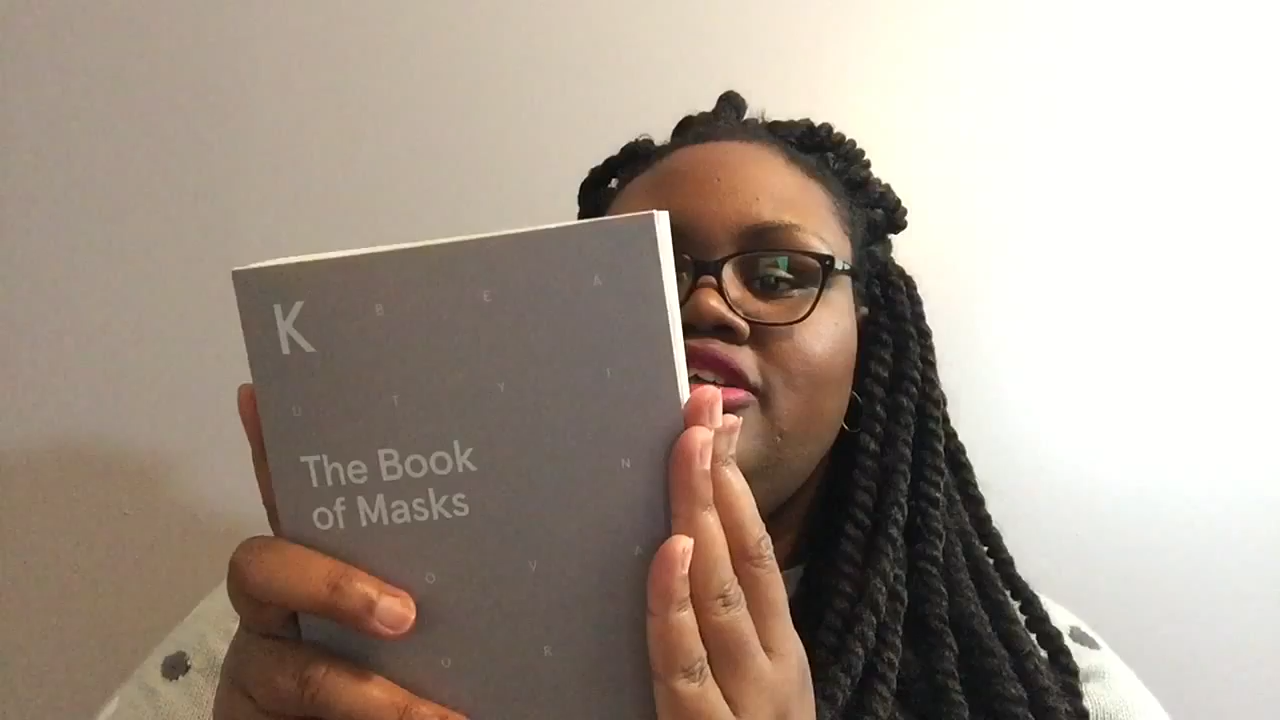 K B E A
U T Y I
The Book
N
of Masks
O V A
O R